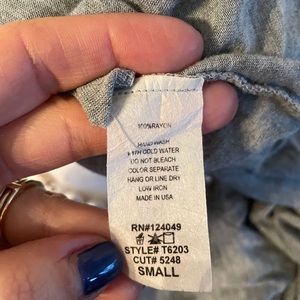 100%RAYON
HAND WASH
WITH COLD WATER
DO NOT BLEACH
COLOR SEPARATE
HANG OR LINE DRY
LOW IRON
MADE IN USA
RN#124049
STYLE# T6203
CUT# 5248
SMALL